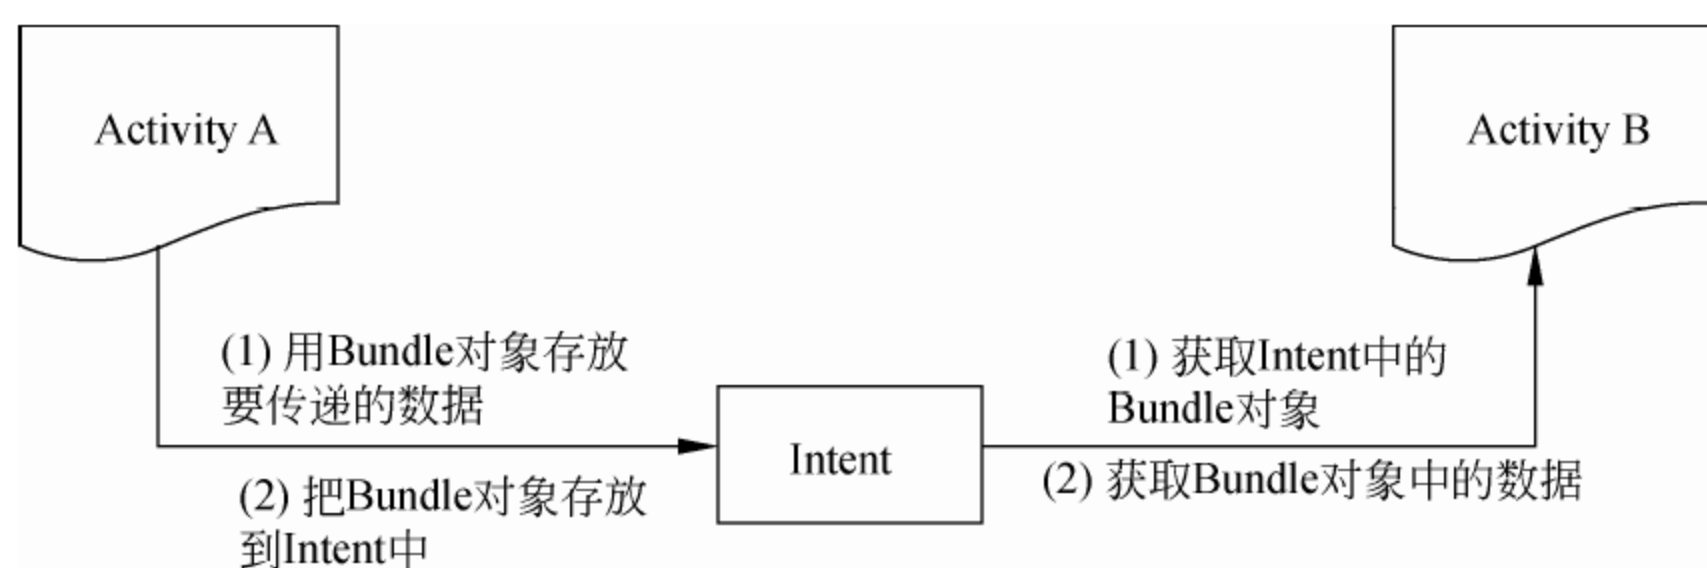 Activity A
Activity B
(1) 用Bundle对象存放
要传递的数据
(2) 把Bundle对象存放
到Intent中
Intent
(1) 获取Intent中的
Bundle对象
(2) 获取Bundle对象中的数据